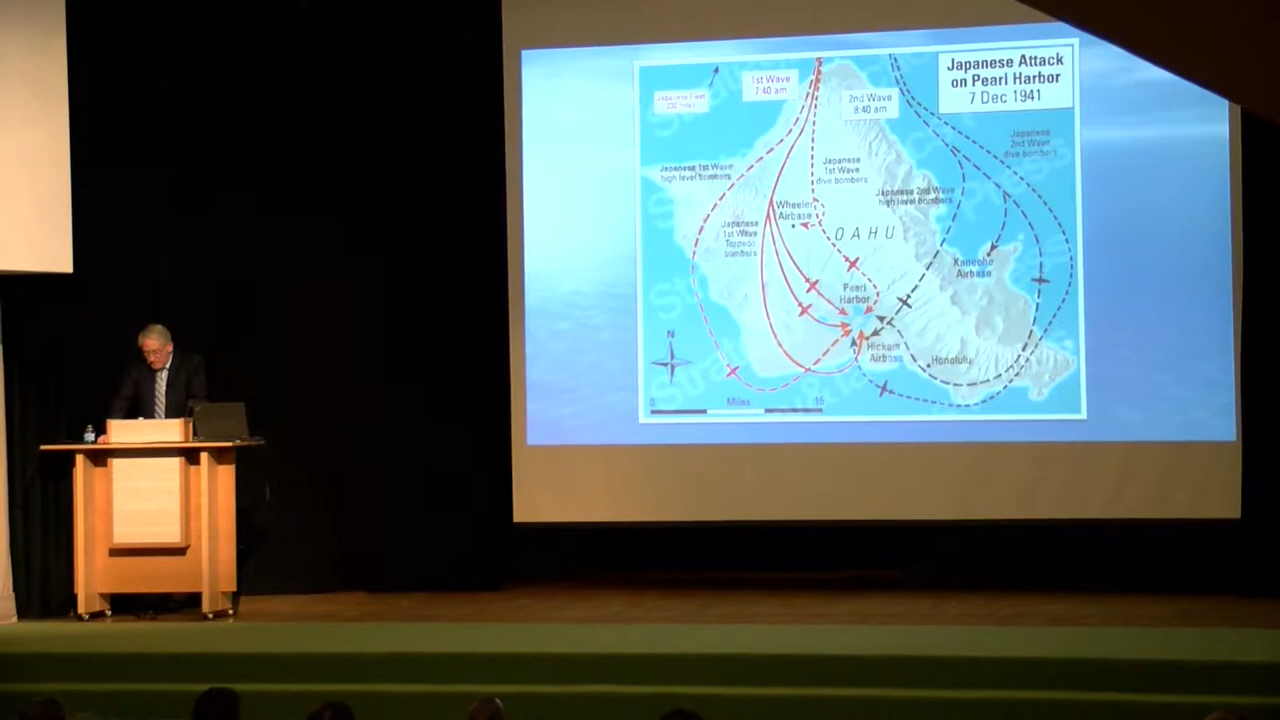 Japanese Attack
on Pearl Harbor
7 Dec 1941
1st Wave
7:40 am
2nd Wave
8:40 am
Japanese Fleet
Japanese
2nd Wave
dive bombers
Japanese 1st Wave
high level bombers
Japanese
1st Wave
dive bombers
Japanese 2nd Wave
high level bombers
Wheeler
Airbase
Japanese
1st Wave
Torpedo
bombers
OAHU
Kaneohe
Airbase
Pearl
Harbor
N
Hickam
Airbase
Honolulu
0 Miles 15